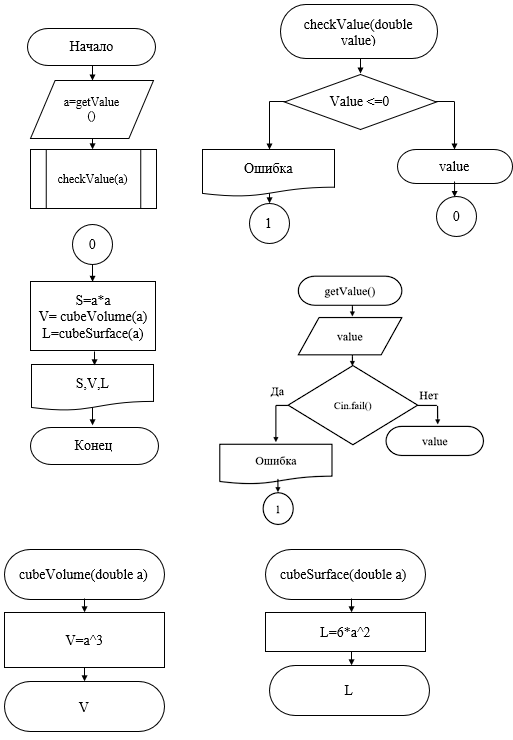 Начало
a=getValue
()
checkValue(a)
0
S=a*a
V= cubeVolume(a)
L=cubeSurface(a)
S,V,L
Конец
checkValue(double
value)
Value <=0
Ошибка
value
1
0
getValue()
value
Да
Нет
Cin.fail()
value
Ошибка
1
cubeVolume(double a)
V=a^3
V
cubeSurface(double a)
L=6*a^2
L